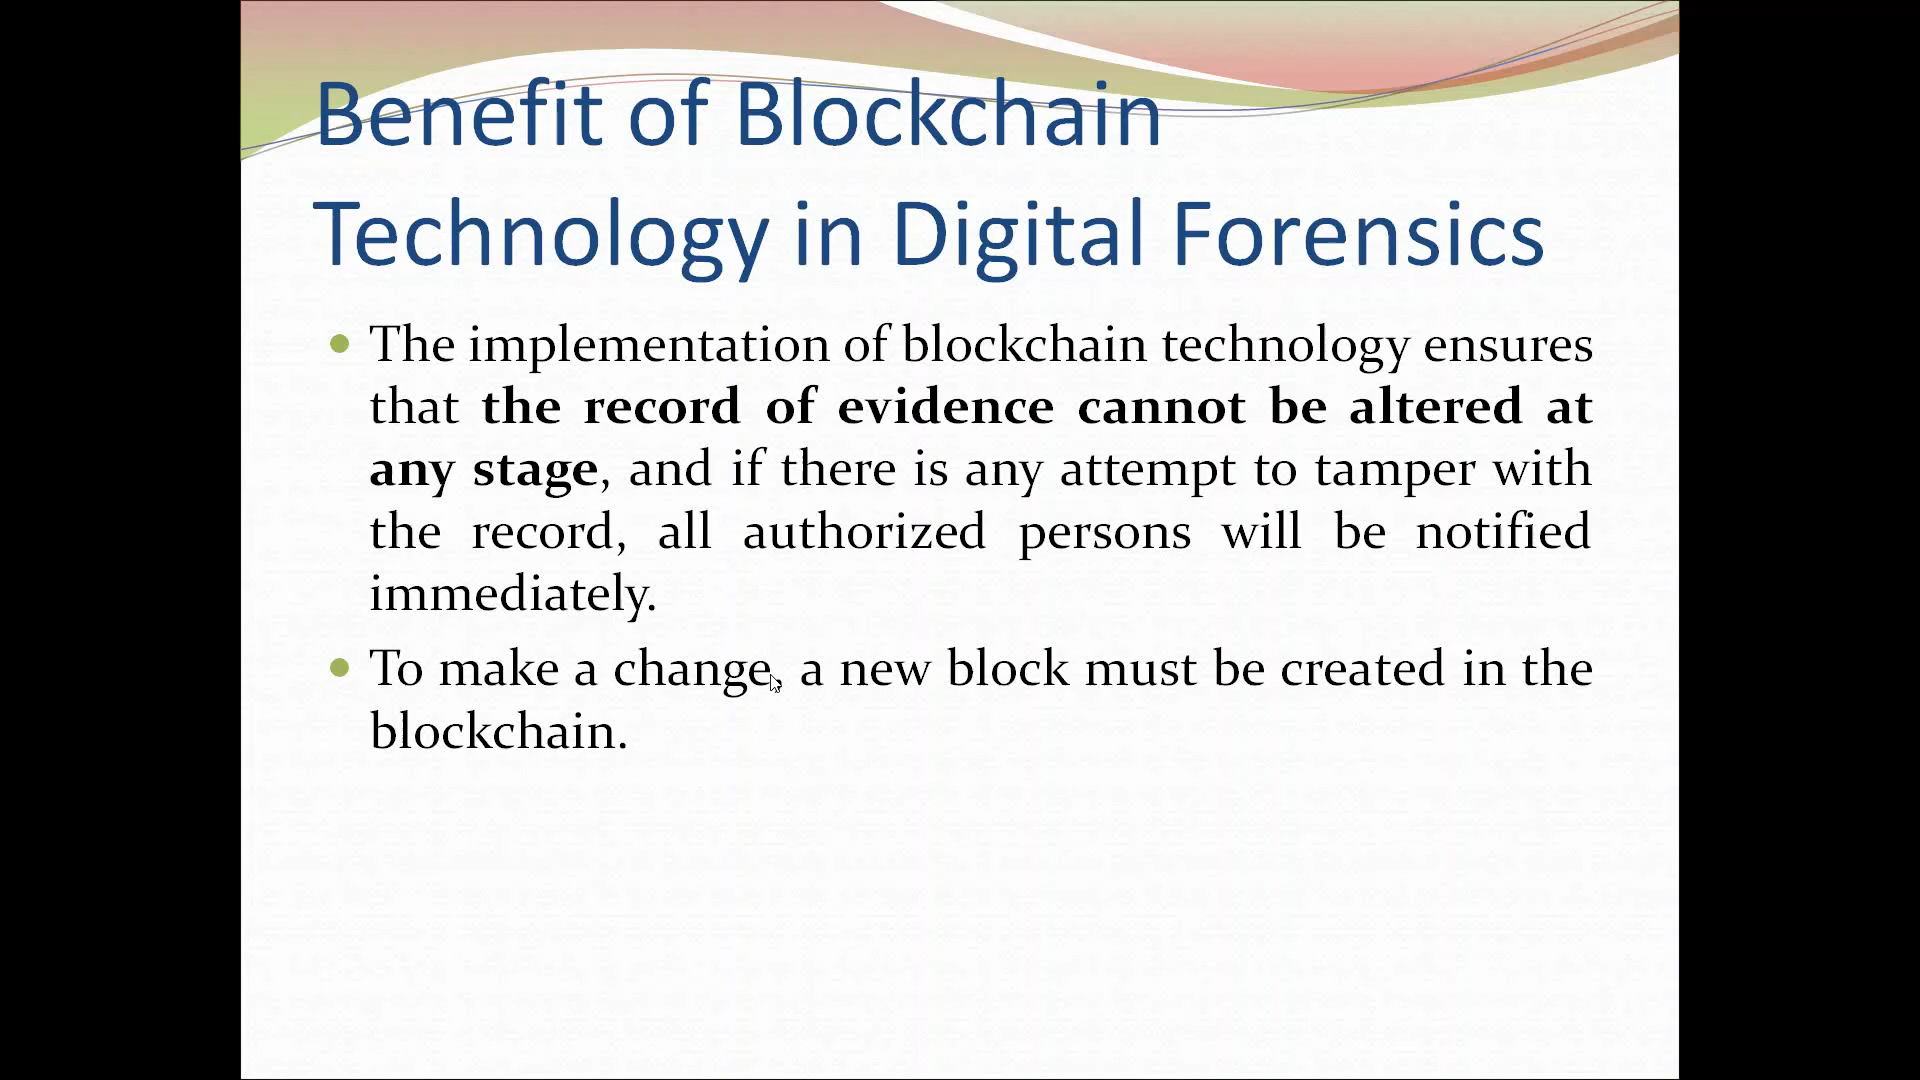 Benefit of Blockchain
Technology in Digital Forensics
The implementation of blockchain technology ensures
that the record of evidence cannot be altered at
any stage, and if there is any attempt to tamper with
the record, all authorized persons will be notified
immediately.
To make a change, a new block must be created in the
blockchain.